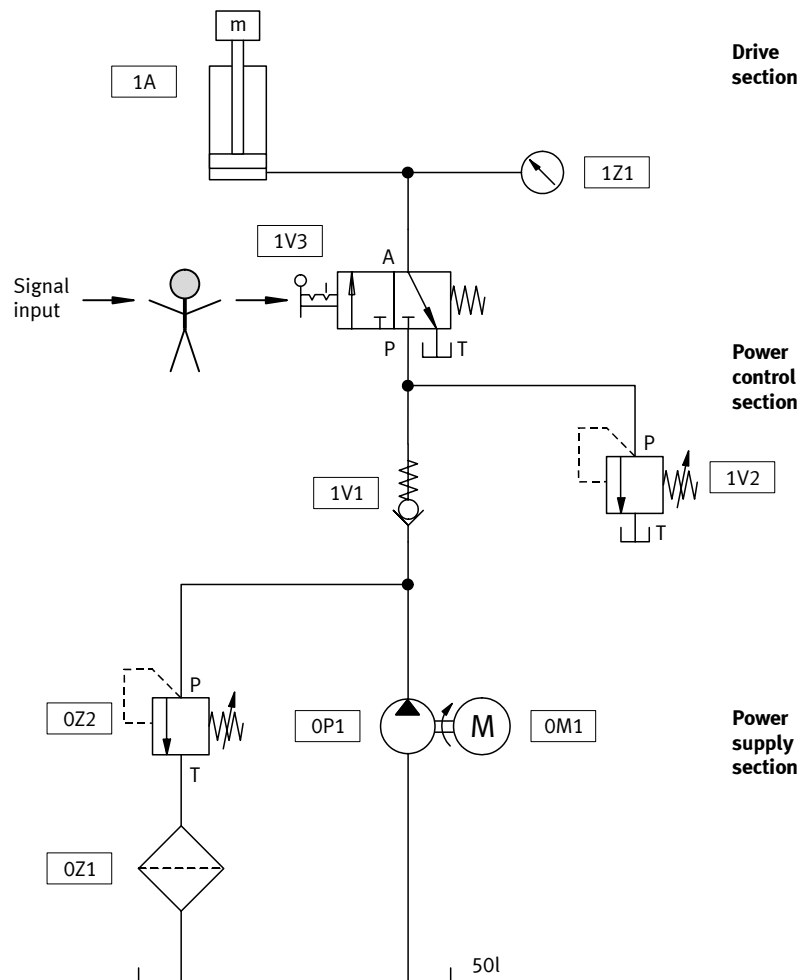 m
Drive
section
1A
1Z1
1V3
A
Signal
input
P
T
Power
control
section
P
1V2
1V1
T
P
0Z2
0P1
M
0M1
Power
supply
section
T
0Z1
50l